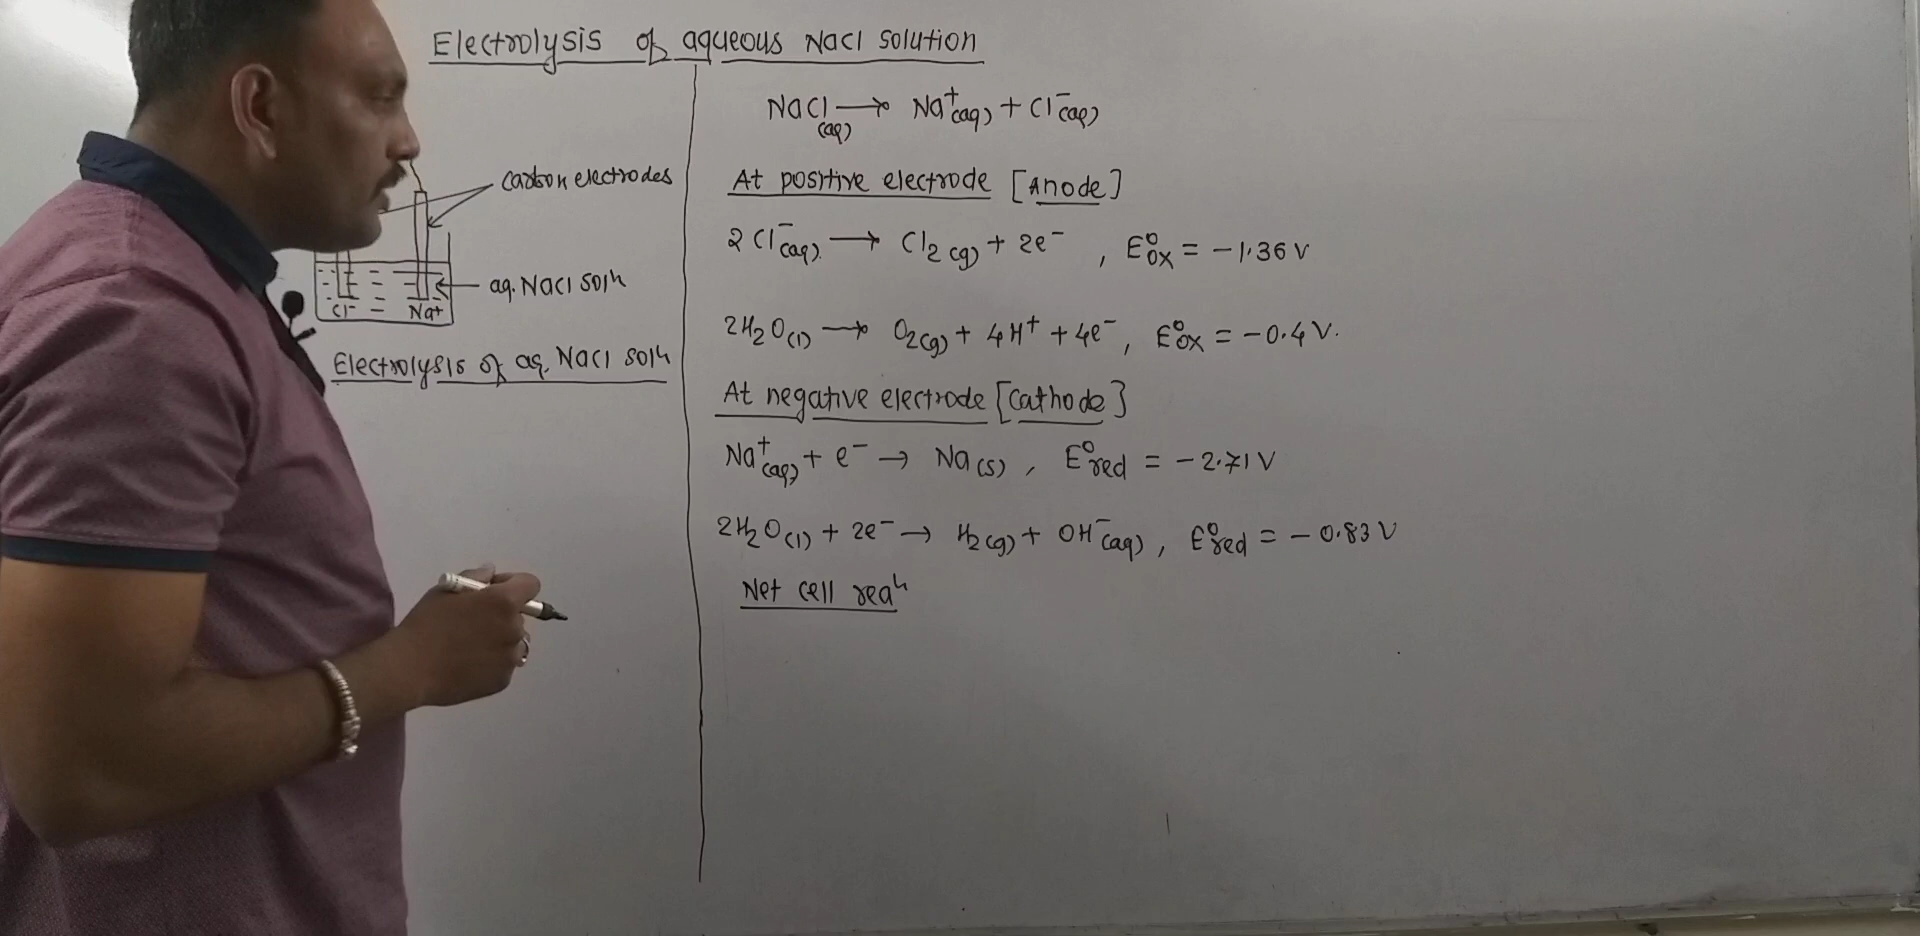 Electrolysis of aqueous NaCl solution
carbon electrodes
aq. NaCl solⁿ
Cl⁻ Na⁺
Electrolysis of aq. NaCl solⁿ
NaCl(aq) → Na⁺(aq) + Cl⁻(aq)
At positive electrode [Anode]
2Cl⁻(aq) → Cl₂(g) + 2e⁻ , E°ox = -1.36 V
2H₂O(l) → O₂(g) + 4H⁺ + 4e⁻ , E°ox = -0.4 V.
At negative electrode [Cathode]
Na⁺(aq) + e⁻ → Na(s) , E°red = -2.71 V
2H₂O(l) + 2e⁻ → H₂(g) + OH⁻(aq) , E°red = -0.83 V
Net cell reaⁿ